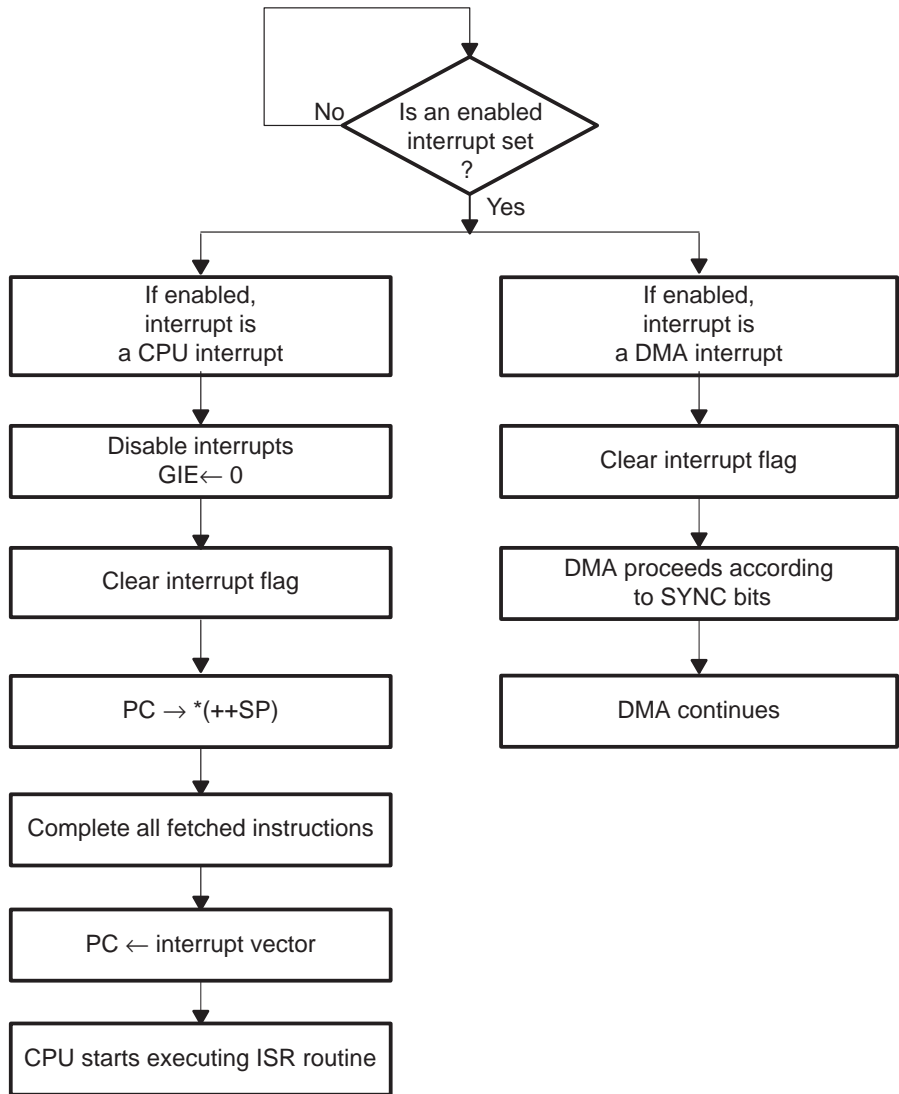 No
Is an enabled
interrupt set
?
Yes
If enabled,
interrupt is
a CPU interrupt
Disable interrupts
GIE← 0
Clear interrupt flag
PC → *(++SP)
Complete all fetched instructions
PC ← interrupt vector
CPU starts executing ISR routine
If enabled,
interrupt is
a DMA interrupt
Clear interrupt flag
DMA proceeds according
to SYNC bits
DMA continues